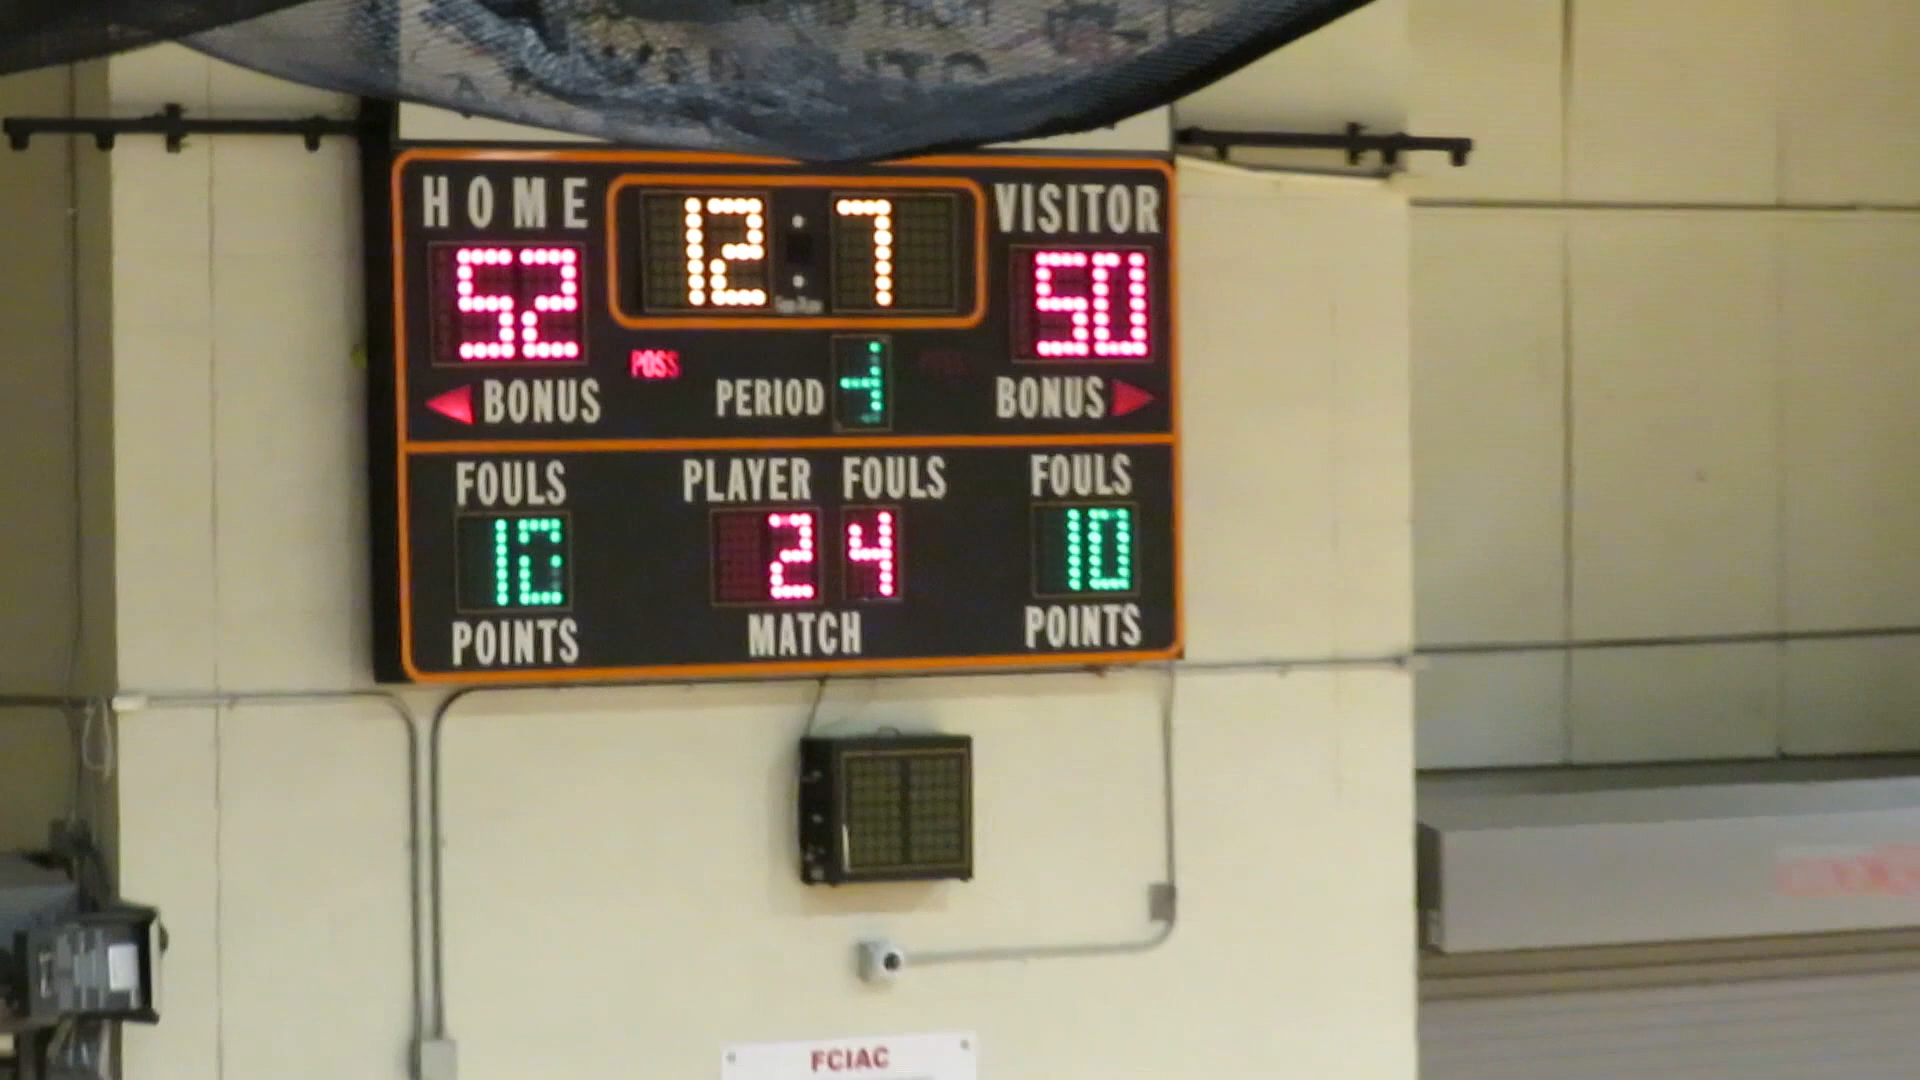 HOME 12:7 VISITOR
52 50
POSS
BONUS PERIOD 4 BONUS
FOULS PLAYER FOULS FOULS
10 24 10
POINTS MATCH POINTS
FCIAC